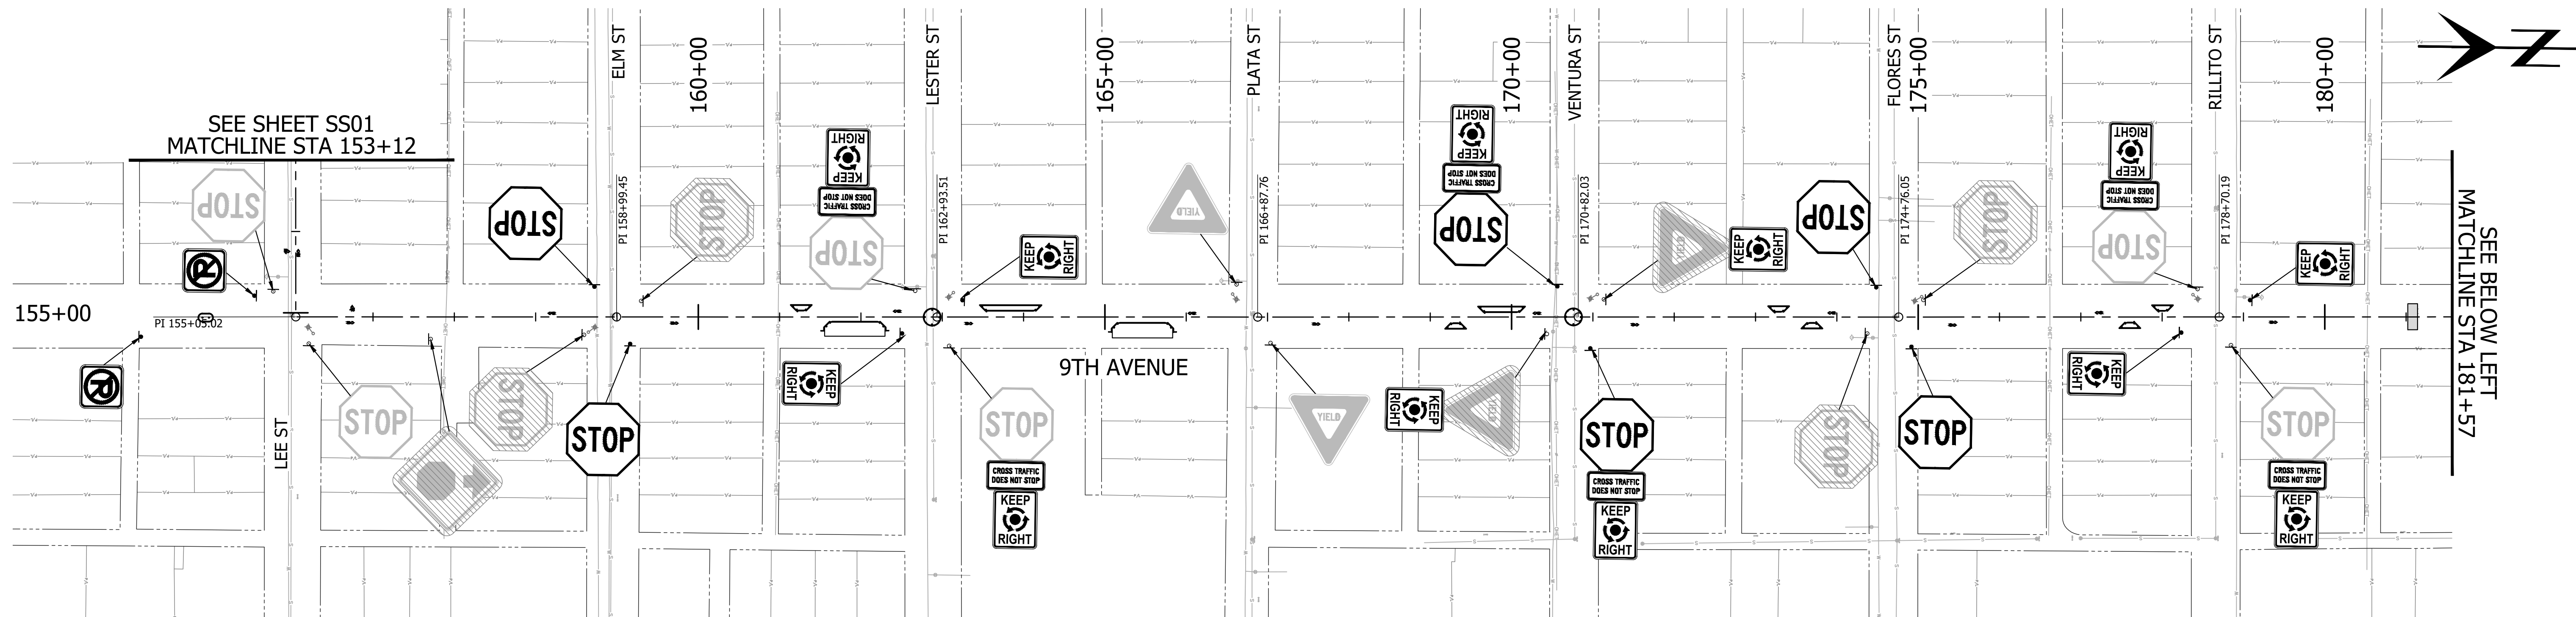 SEE SHEET SS01
MATCHLINE STA 153+12
155+00
PI 155+05.02
LEE ST
STOP
STOP
STOP
STOP
ELM ST
PI 158+99.45
STOP
STOP
160+00
KEEP
RIGHT
CROSS TRAFFIC
DOES NOT STOP
STOP
KEEP
RIGHT
LESTER ST
PI 162+93.51
KEEP
RIGHT
STOP
CROSS TRAFFIC
DOES NOT STOP
KEEP
RIGHT
165+00
9TH AVENUE
YIELD
PLATA ST
PI 166+87.76
YIELD
KEEP
RIGHT
CROSS TRAFFIC
DOES NOT STOP
STOP
KEEP
RIGHT
YIELD
170+00
VENTURA ST
PI 170+82.03
YIELD
KEEP
RIGHT
STOP
CROSS TRAFFIC
DOES NOT STOP
KEEP
RIGHT
STOP
STOP
FLORES ST
PI 174+76.05
175+00
STOP
STOP
KEEP
RIGHT
CROSS TRAFFIC
DOES NOT STOP
STOP
KEEP
RIGHT
RILLITO ST
PI 178+70.19
KEEP
RIGHT
STOP
CROSS TRAFFIC
DOES NOT STOP
KEEP
RIGHT
180+00
SEE BELOW LEFT
MATCHLINE STA 181+57
N